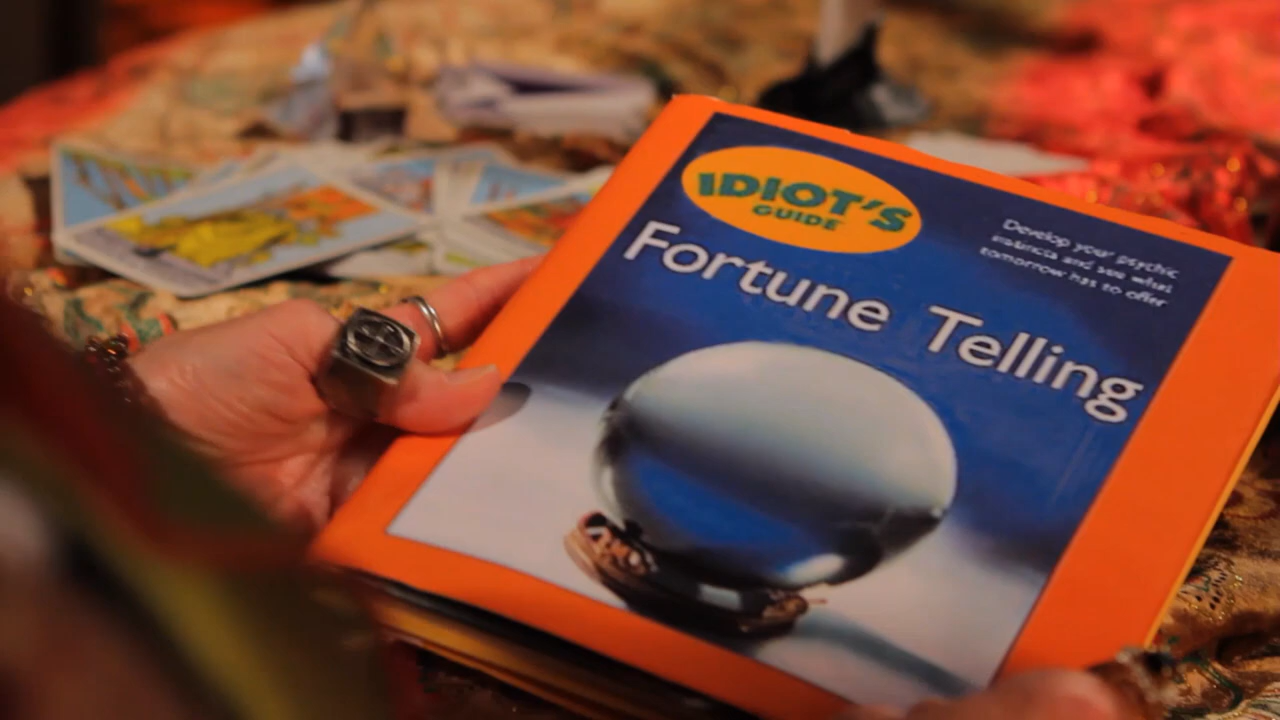 IDIOT'S
GUIDE
Fortune Telling
Develop your psychic
instincts and see what
tomorrow has to offer